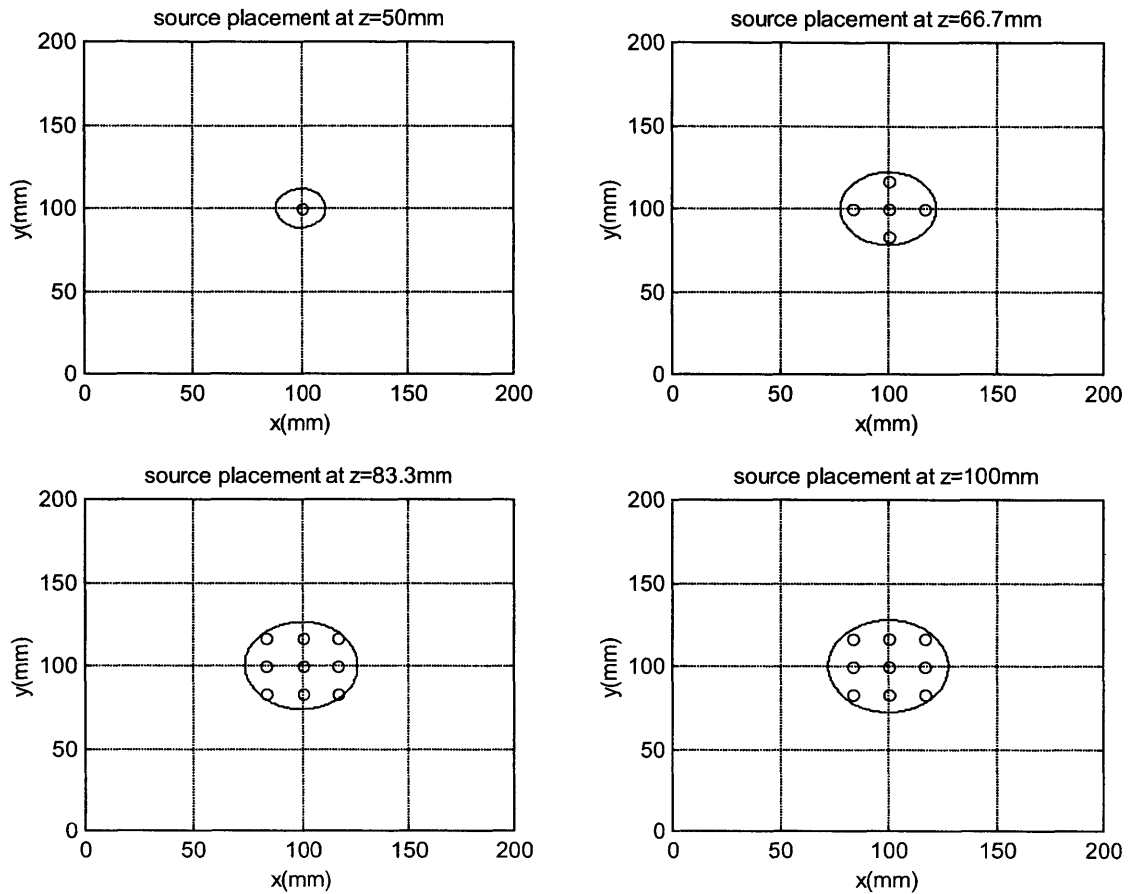 source placement at z=50mm
200
150
100
50
0
y(mm)
0 50 100 150 200
x(mm)
source placement at z=66.7mm
200
150
100
50
0
y(mm)
0 50 100 150 200
x(mm)
source placement at z=83.3mm
200
150
100
50
0
y(mm)
0 50 100 150 200
x(mm)
source placement at z=100mm
200
150
100
50
0
y(mm)
0 50 100 150 200
x(mm)